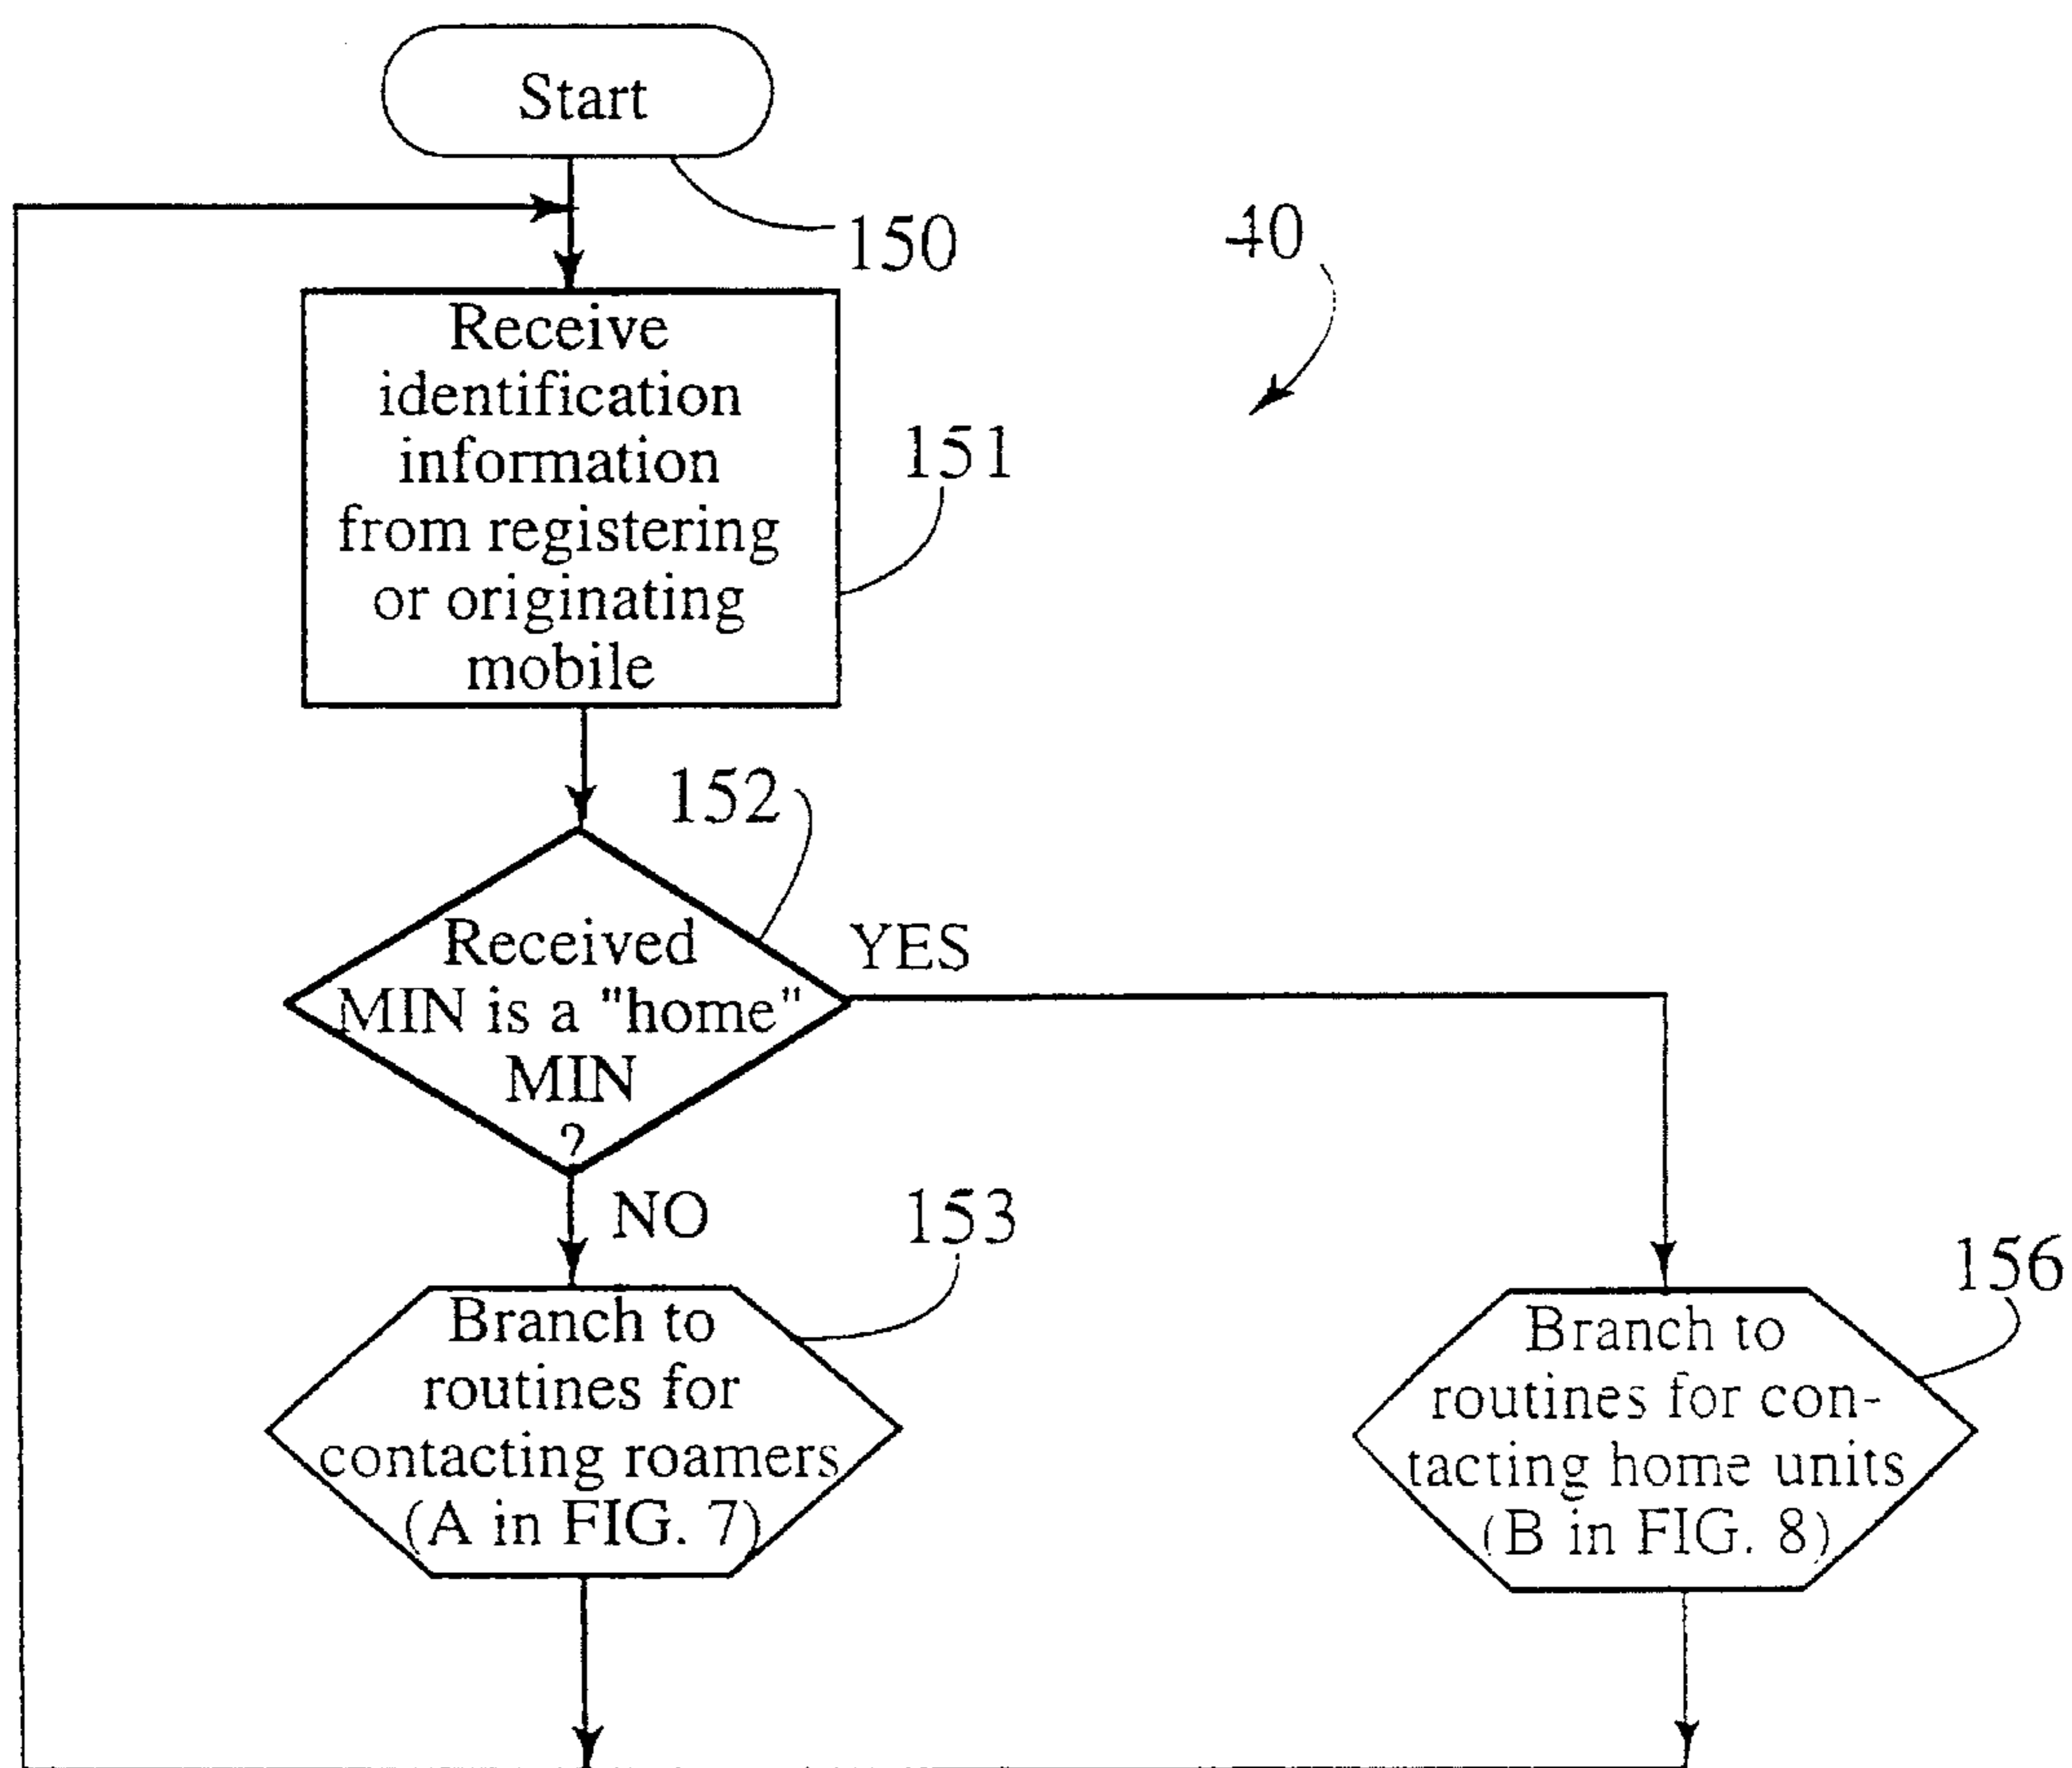 Start
150
40
Receive
identification
information
from registering
or originating
mobile
151
152
Received
MIN is a "home"
MIN
?
YES
NO
153
Branch to
routines for
contacting roamers
(A in FIG. 7)
156
Branch to
routines for con-
tacting home units
(B in FIG. 8)